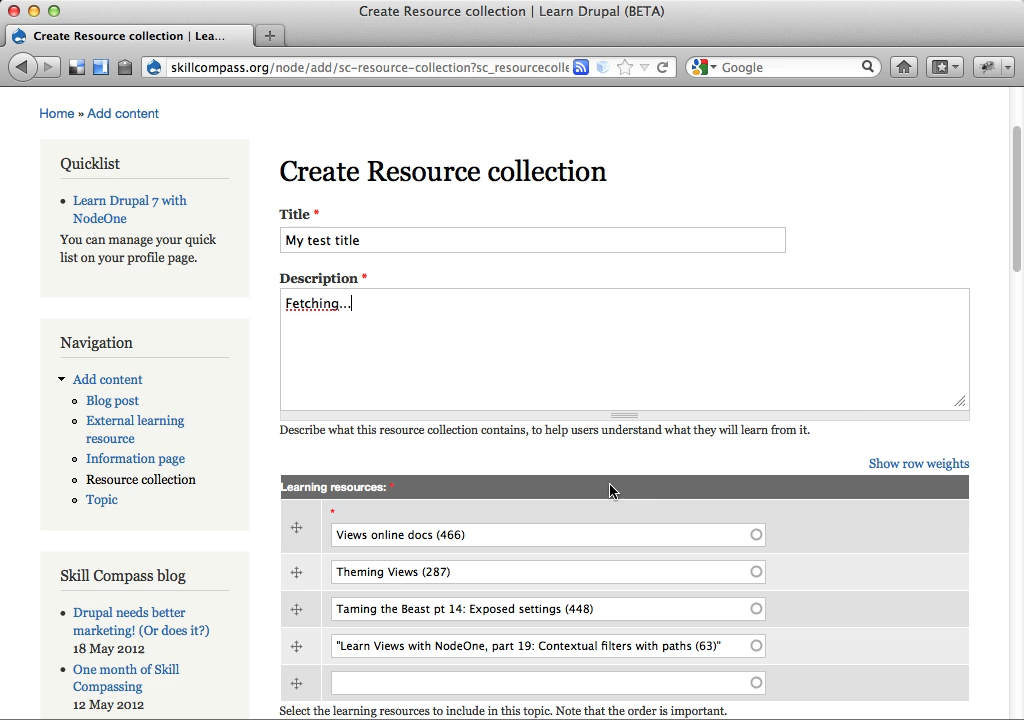 Create Resource collection | Learn Drupal (BETA)
Create Resource collection | Lea...
skillcompass.org/node/add/sc-resource-collection?sc_resourcecolle
Google
Home » Add content
Quicklist
Learn Drupal 7 with
NodeOne
You can manage your quick
list on your profile page.
Navigation
Add content
Blog post
External learning
resource
Information page
Resource collection
Topic
Skill Compass blog
Drupal needs better
marketing! (Or does it?)
18 May 2012
One month of Skill
Compassing
12 May 2012
Create Resource collection
Title *
My test title
Description *
Fetching...
Describe what this resource collection contains, to help users understand what they will learn from it.
Show row weights
Learning resources: *
*
Views online docs (466)
Theming Views (287)
Taming the Beast pt 14: Exposed settings (448)
"Learn Views with NodeOne, part 19: Contextual filters with paths (63)"
Select the learning resources to include in this topic. Note that the order is important.